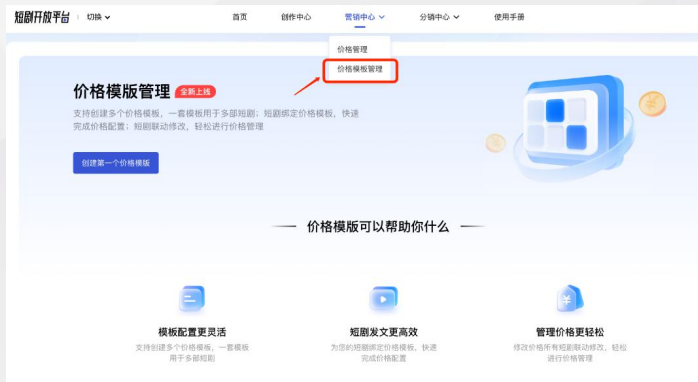 短剧开放平台 切换 首页 创作中心 营销中心 分销中心 使用手册
价格管理
价格模板管理
价格模版管理 全新上线
支持创建多个价格模板，一套模板用于多部短剧；短剧绑定价格模板，快速
完成价格配置；短剧联动修改，轻松进行价格管理
创建第一个价格模版
价格模版可以帮助你什么
模板配置更灵活
支持创建多个价格模板，一套模板
用于多部短剧
短剧发文更高效
为您的短剧绑定价格模板，快速
完成价格配置
管理价格更轻松
修改价格所有短剧联动修改，轻松
进行价格管理